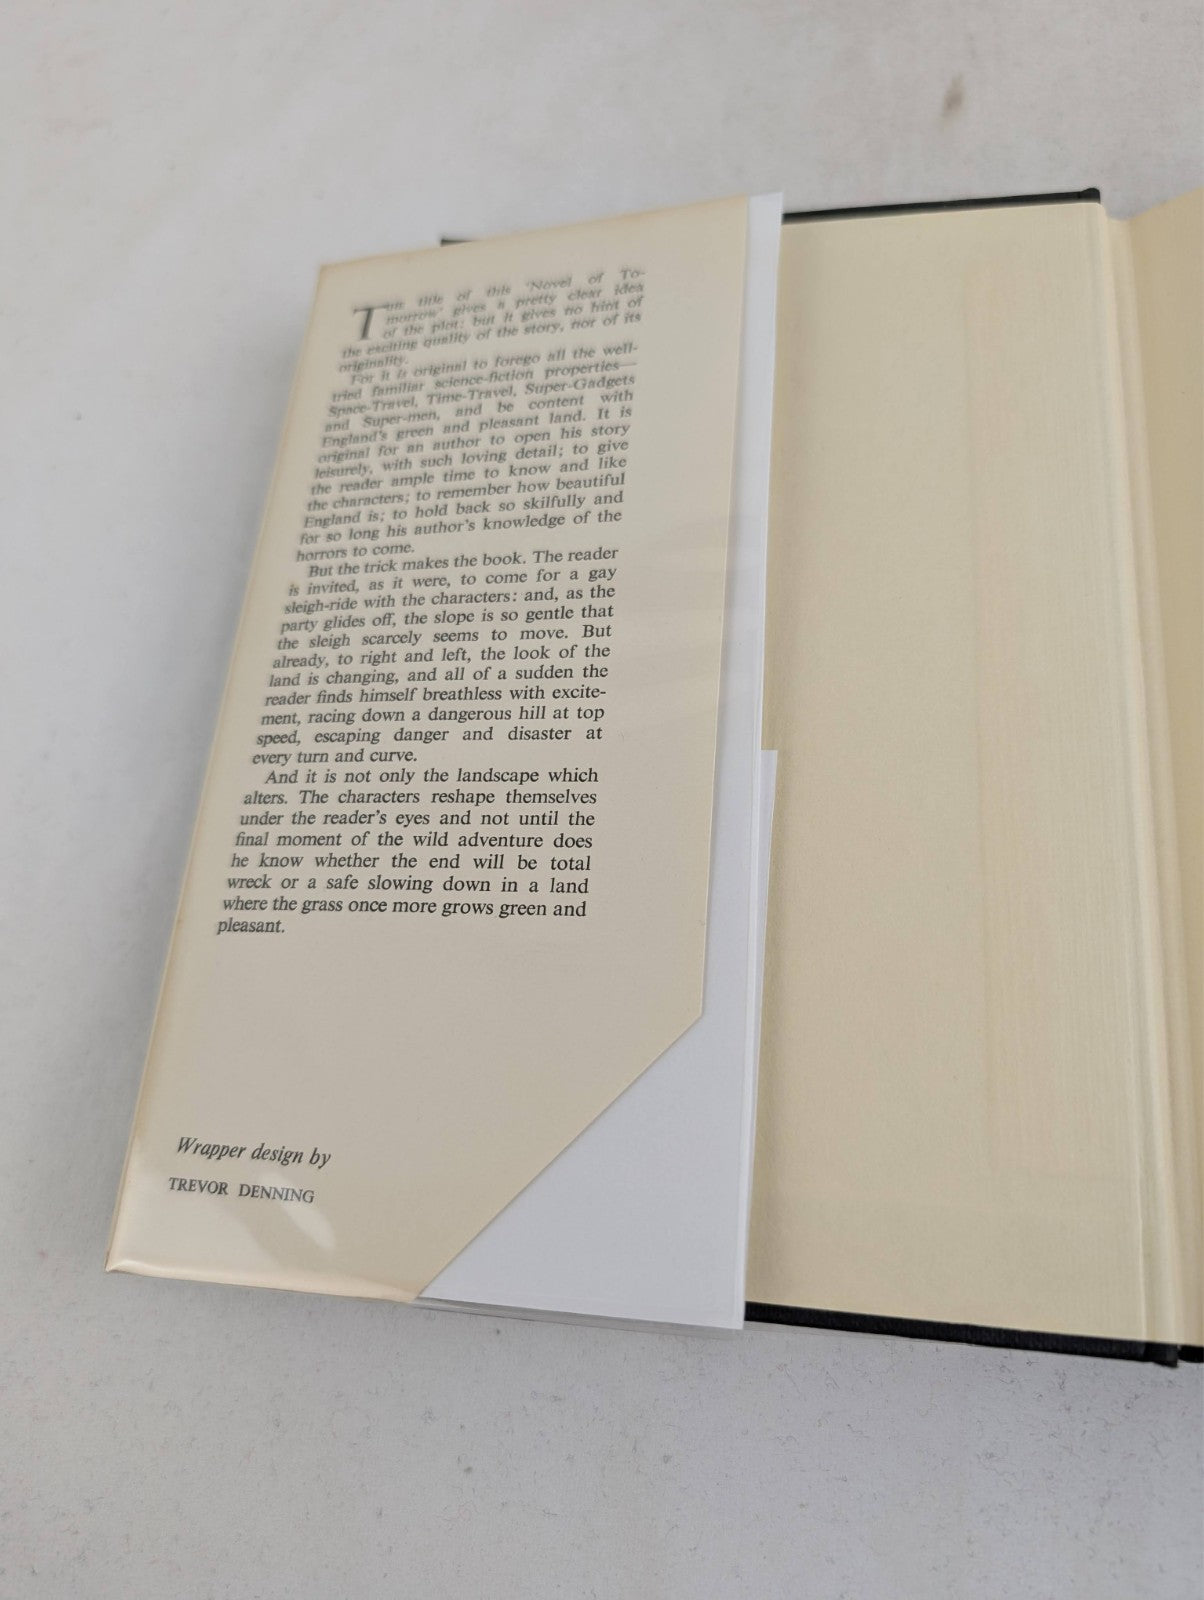 THE title of this 'Novel of To-
morrow' gives a pretty clear idea
of the plot: but it gives no hint of
the exciting quality of the story, nor of its
originality.
For it is original to forego all the well-
tried familiar science-fiction properties—
Space-Travel, Time-Travel, Super-Gadgets
and Super-men, and be content with
England's green and pleasant land. It is
original for an author to open his story
leisurely, with such loving detail; to give
the reader ample time to know and like
the characters; to remember how beautiful
England is; to hold back so skilfully and
for so long his author's knowledge of the
horrors to come.
But the trick makes the book. The reader
is invited, as it were, to come for a gay
sleigh-ride with the characters: and, as the
party glides off, the slope is so gentle that
the sleigh scarcely seems to move. But
already, to right and left, the look of the
land is changing, and all of a sudden the
reader finds himself breathless with excite-
ment, racing down a dangerous hill at top
speed, escaping danger and disaster at
every turn and curve.
And it is not only the landscape which
alters. The characters reshape themselves
under the reader's eyes and not until the
final moment of the wild adventure does
he know whether the end will be total
wreck or a safe slowing down in a land
where the grass once more grows green and
pleasant.
Wrapper design by
TREVOR DENNING